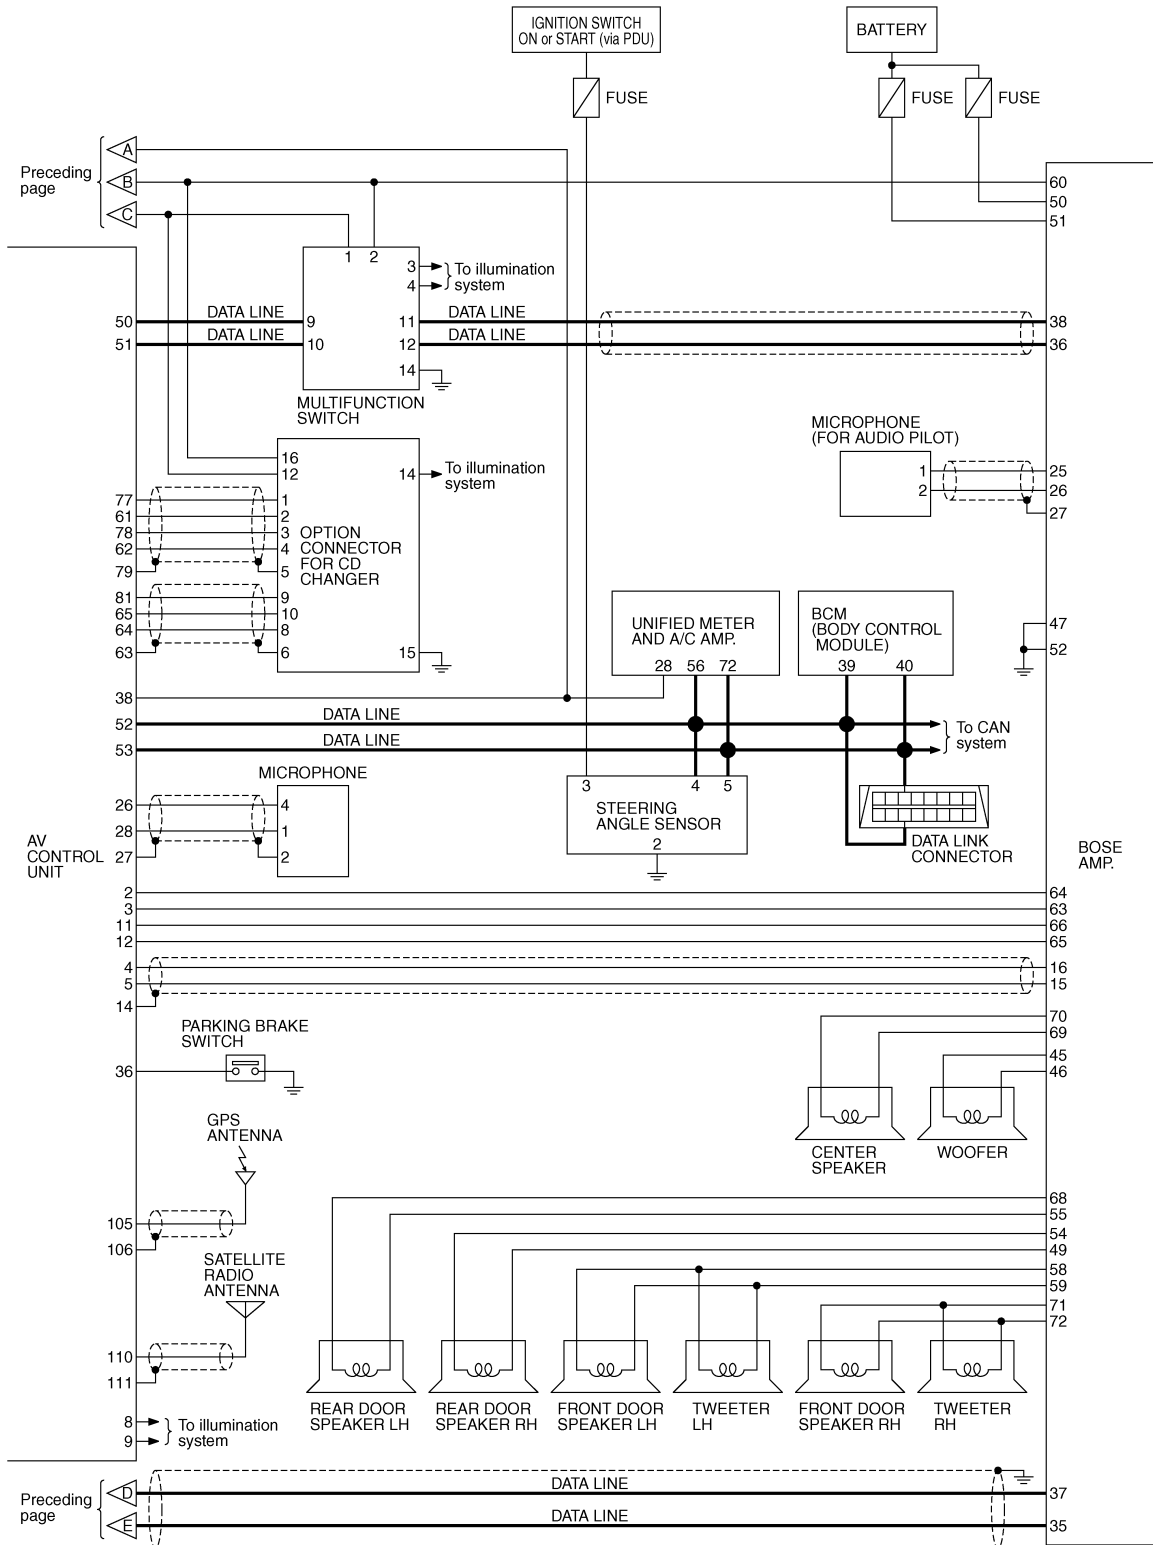 IGNITION SWITCH
ON or START (via PDU)
BATTERY
FUSE
FUSE
FUSE
Preceding
page
A
B
C
60
50
51
1
2
3
4
To illumination
system
50
DATA LINE
9
11
DATA LINE
38
51
DATA LINE
10
12
DATA LINE
36
14
MULTIFUNCTION
SWITCH
MICROPHONE
(FOR AUDIO PILOT)
16
12
14
To illumination
system
1
25
2
26
27
77
1
61
2
78
3
62
4
79
5
OPTION
CONNECTOR
FOR CD
CHANGER
81
9
65
10
64
8
63
6
15
UNIFIED METER
AND A/C AMP.
28
56
72
BCM
(BODY CONTROL
MODULE)
39
40
47
52
38
52
DATA LINE
53
DATA LINE
To CAN
system
MICROPHONE
26
4
28
1
27
2
3
4
5
STEERING
ANGLE SENSOR
2
DATA LINK
CONNECTOR
AV
CONTROL
UNIT
BOSE
AMP.
2
64
3
63
11
66
12
65
4
16
5
15
14
PARKING BRAKE
SWITCH
36
70
69
45
46
CENTER
SPEAKER
WOOFER
GPS
ANTENNA
105
106
SATELLITE
RADIO
ANTENNA
110
111
68
55
54
49
58
59
71
72
REAR DOOR
SPEAKER LH
REAR DOOR
SPEAKER RH
FRONT DOOR
SPEAKER LH
TWEETER
LH
FRONT DOOR
SPEAKER RH
TWEETER
RH
8
9
To illumination
system
Preceding
page
D
DATA LINE
37
E
DATA LINE
35